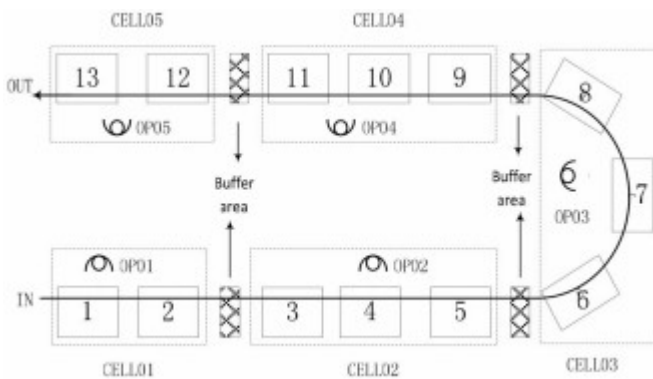 CELL05
CELL04
13
12
11
10
9
8
OUT
OP05
OP04
Buffer
area
Buffer
area
7
OP03
OP01
OP02
IN
1
2
3
4
5
6
CELL01
CELL02
CELL03